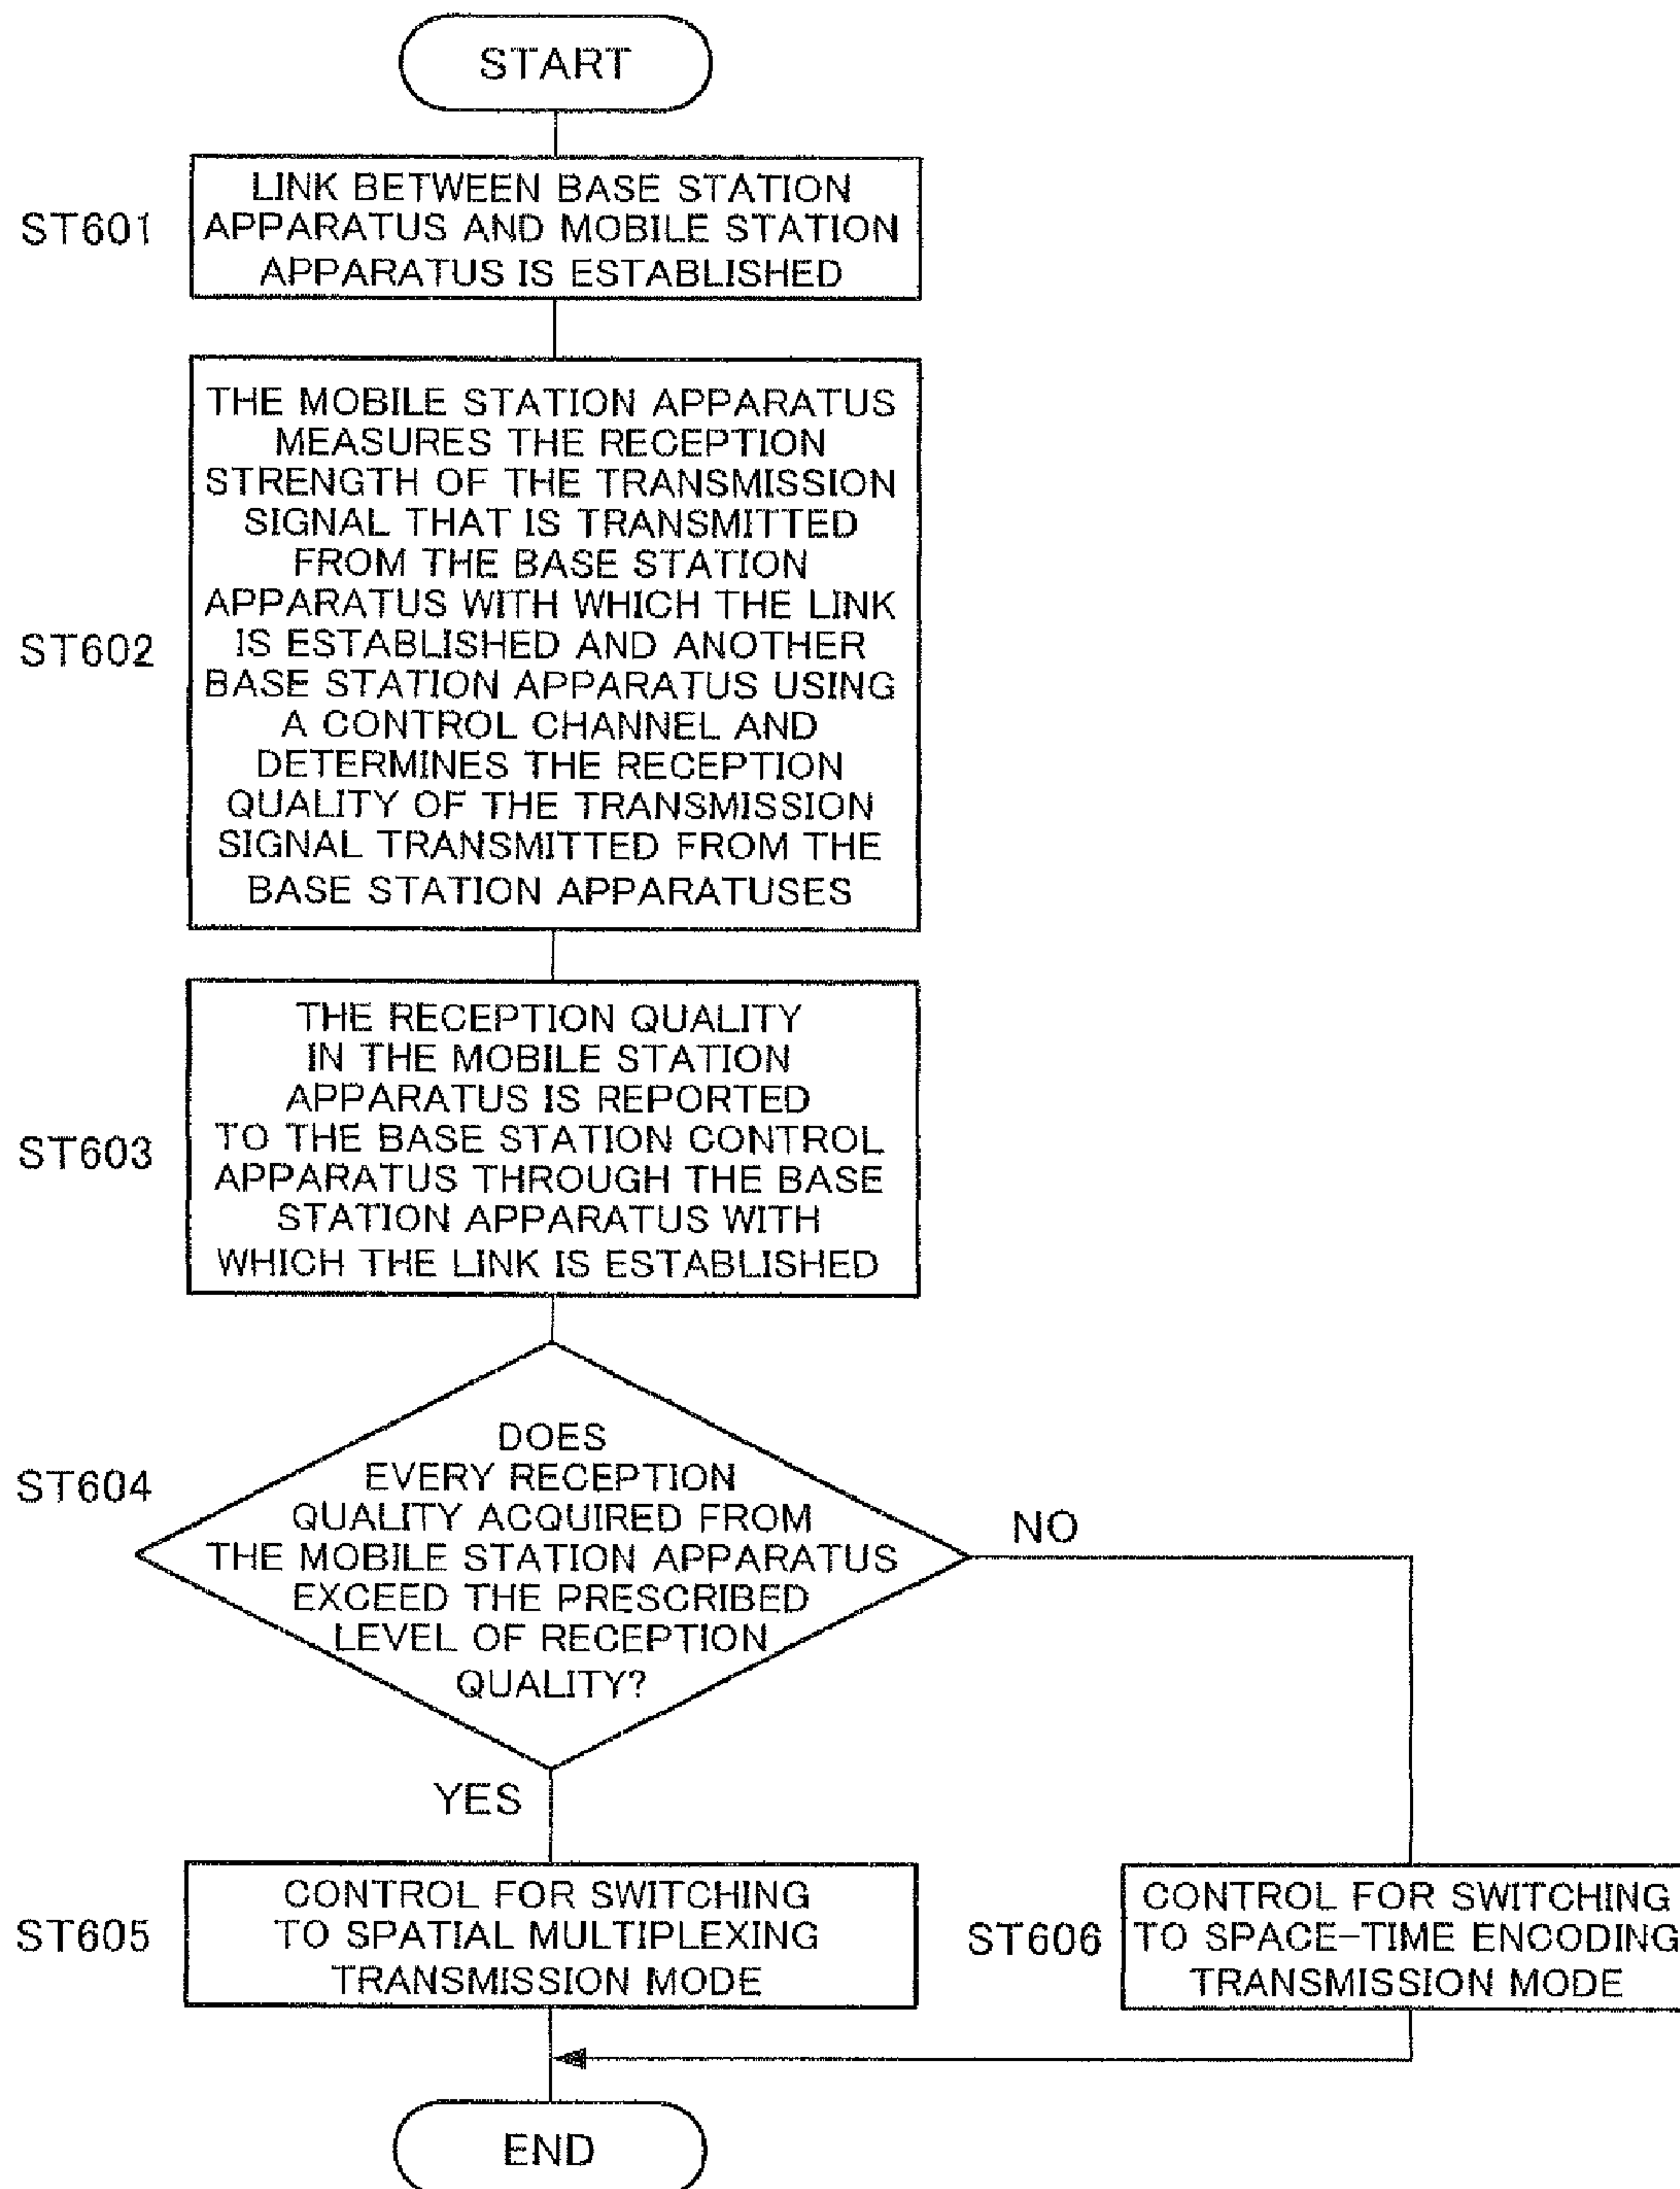 START
ST601
LINK BETWEEN BASE STATION
APPARATUS AND MOBILE STATION
APPARATUS IS ESTABLISHED
ST602
THE MOBILE STATION APPARATUS
MEASURES THE RECEPTION
STRENGTH OF THE TRANSMISSION
SIGNAL THAT IS TRANSMITTED
FROM THE BASE STATION
APPARATUS WITH WHICH THE LINK
IS ESTABLISHED AND ANOTHER
BASE STATION APPARATUS USING
A CONTROL CHANNEL AND
DETERMINES THE RECEPTION
QUALITY OF THE TRANSMISSION
SIGNAL TRANSMITTED FROM THE
BASE STATION APPARATUSES
ST603
THE RECEPTION QUALITY
IN THE MOBILE STATION
APPARATUS IS REPORTED
TO THE BASE STATION CONTROL
APPARATUS THROUGH THE BASE
STATION APPARATUS WITH
WHICH THE LINK IS ESTABLISHED
ST604
DOES
EVERY RECEPTION
QUALITY ACQUIRED FROM
THE MOBILE STATION APPARATUS
EXCEED THE PRESCRIBED
LEVEL OF RECEPTION
QUALITY?
NO
YES
ST605
CONTROL FOR SWITCHING
TO SPATIAL MULTIPLEXING
TRANSMISSION MODE
ST606
CONTROL FOR SWITCHING
TO SPACE-TIME ENCODING
TRANSMISSION MODE
END